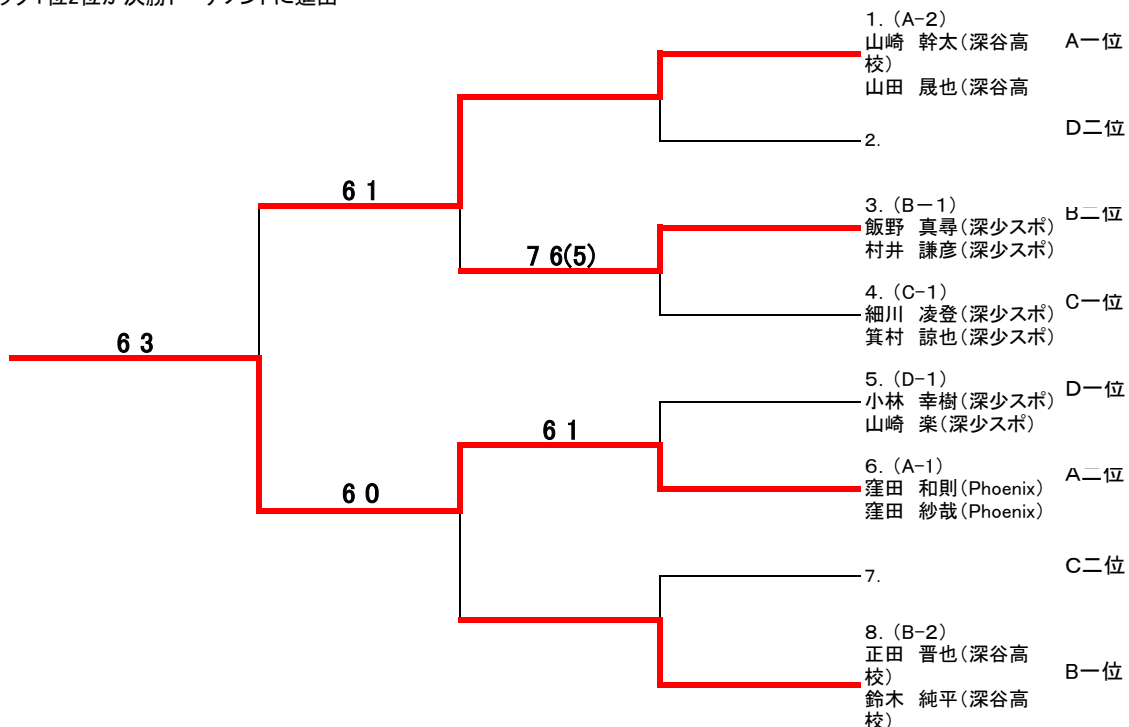 1. (A-2)
山崎　幹太(深谷高
校)
山田　晟也(深谷高
A一位
2.
D二位
6 1
3. (B－1)
飯野　真尋(深少スポ)
村井　謙彦(深少スポ)
B二位
7 6(5)
4. (C-1)
細川　凌登(深少スポ)
箕村　諒也(深少スポ)
C一位
6 3
5. (D-1)
小林　幸樹(深少スポ)
山崎　楽(深少スポ)
D一位
6 1
6. (A-1)
窪田　和則(Phoenix)
窪田　紗哉(Phoenix)
A二位
6 0
7.
C二位
8. (B-2)
正田　晋也(深谷高
校)
鈴木　純平(深谷高
校)
B一位